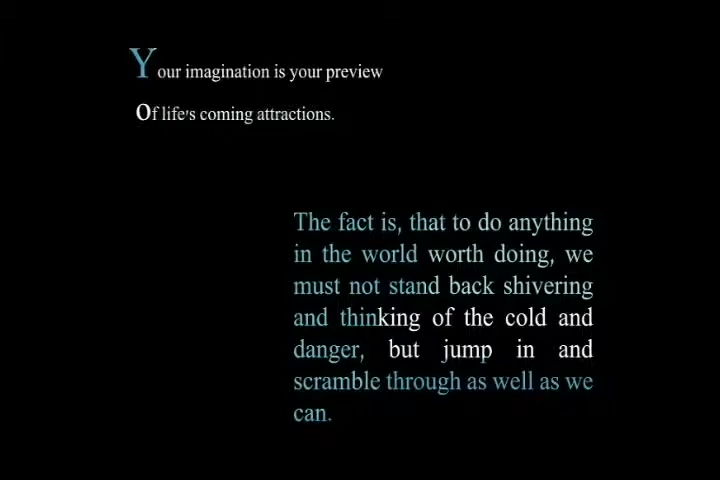 Your imagination is your preview
Of life's coming attractions.
The fact is, that to do anything
in the world worth doing, we
must not stand back shivering
and thinking of the cold and
danger, but jump in and
scramble through as well as we
can.